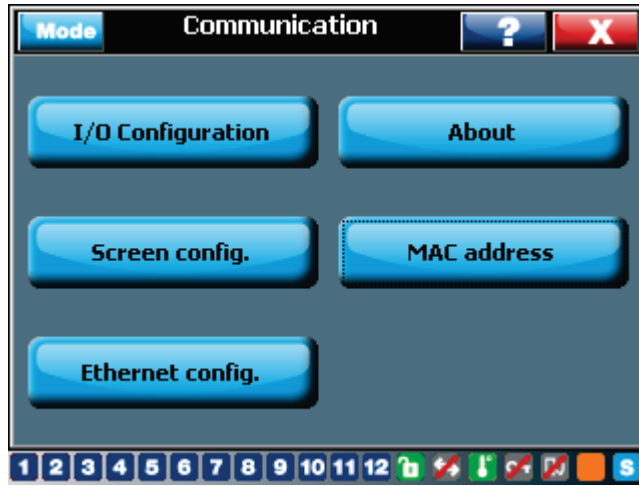 Mode Communication ? X
I/O Configuration About
Screen config. MAC address
Ethernet config.
1 2 3 4 5 6 7 8 9 10 11 12 S